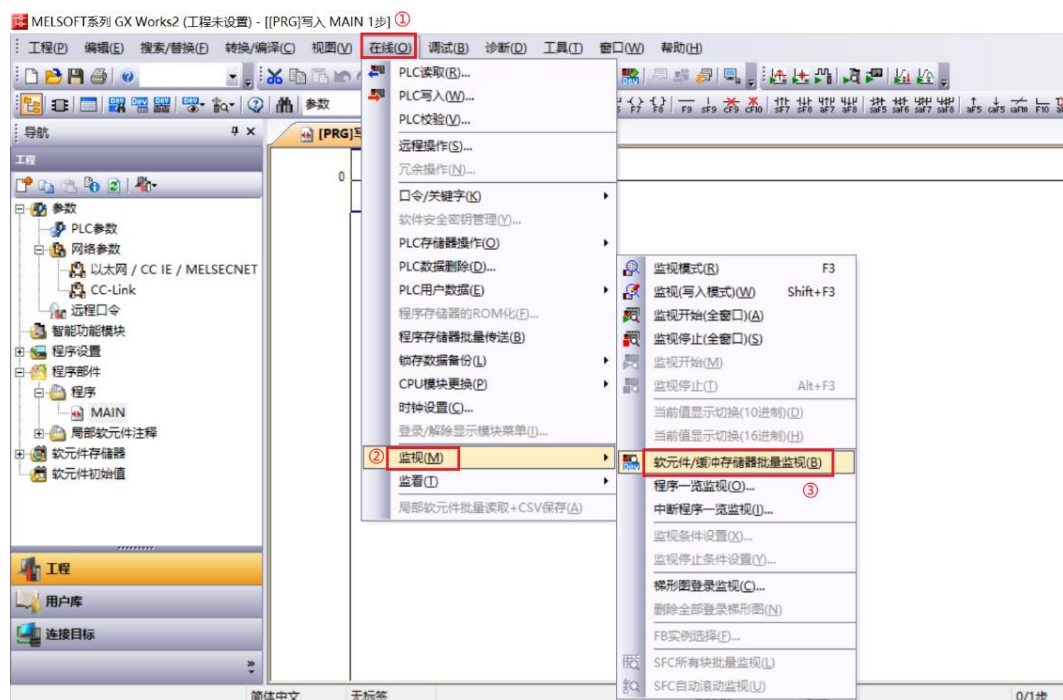 MELSOFT系列 GX Works2 (工程未设置) - [[PRG]写入 MAIN 1步] ①
工程(P) 编辑(E) 搜索/替换(F) 转换/编译(C) 视图(V) 在线(O) 调试(B) 诊断(D) 工具(T) 窗口(W) 帮助(H)
参数
导航
[PRG]写
工程
0
参数
PLC参数
网络参数
以太网 / CC IE / MELSECNET
CC-Link
远程口令
智能功能模块
程序设置
程序部件
程序
MAIN
局部软元件注释
软元件存储器
软元件初始值
工程
用户库
连接目标
PLC读取(R)...
PLC写入(W)...
PLC校验(V)...
远程操作(S)...
冗余操作(N)...
口令/关键字(K)
软件安全密钥管理(Y)...
PLC存储器操作(O)
PLC数据删除(D)...
PLC用户数据(E)
程序存储器的ROM化(F)...
程序存储器批量传送(B)
锁存数据备份(L)
CPU模块更换(P)
时钟设置(C)...
登录/解除显示模块菜单(I)...
② 监视(M)
监看(T)
局部软元件批量读取+CSV保存(A)
监视模式(R) F3
监视(写入模式)(W) Shift+F3
监视开始(全窗口)(A)
监视停止(全窗口)(S)
监视开始(M)
监视停止(T) Alt+F3
当前值显示切换(10进制)(D)
当前值显示切换(16进制)(H)
软元件/缓冲存储器批量监视(B)
程序一览监视(O)... ③
中断程序一览监视(I)...
监视条件设置(X)...
监视停止条件设置(Y)...
梯形图登录监视(C)...
删除全部登录梯形图(N)
FB实例选择(F)...
SFC所有块批量监视(L)
SFC自动滚动监视(U)
简体中文 无标签 0/1步